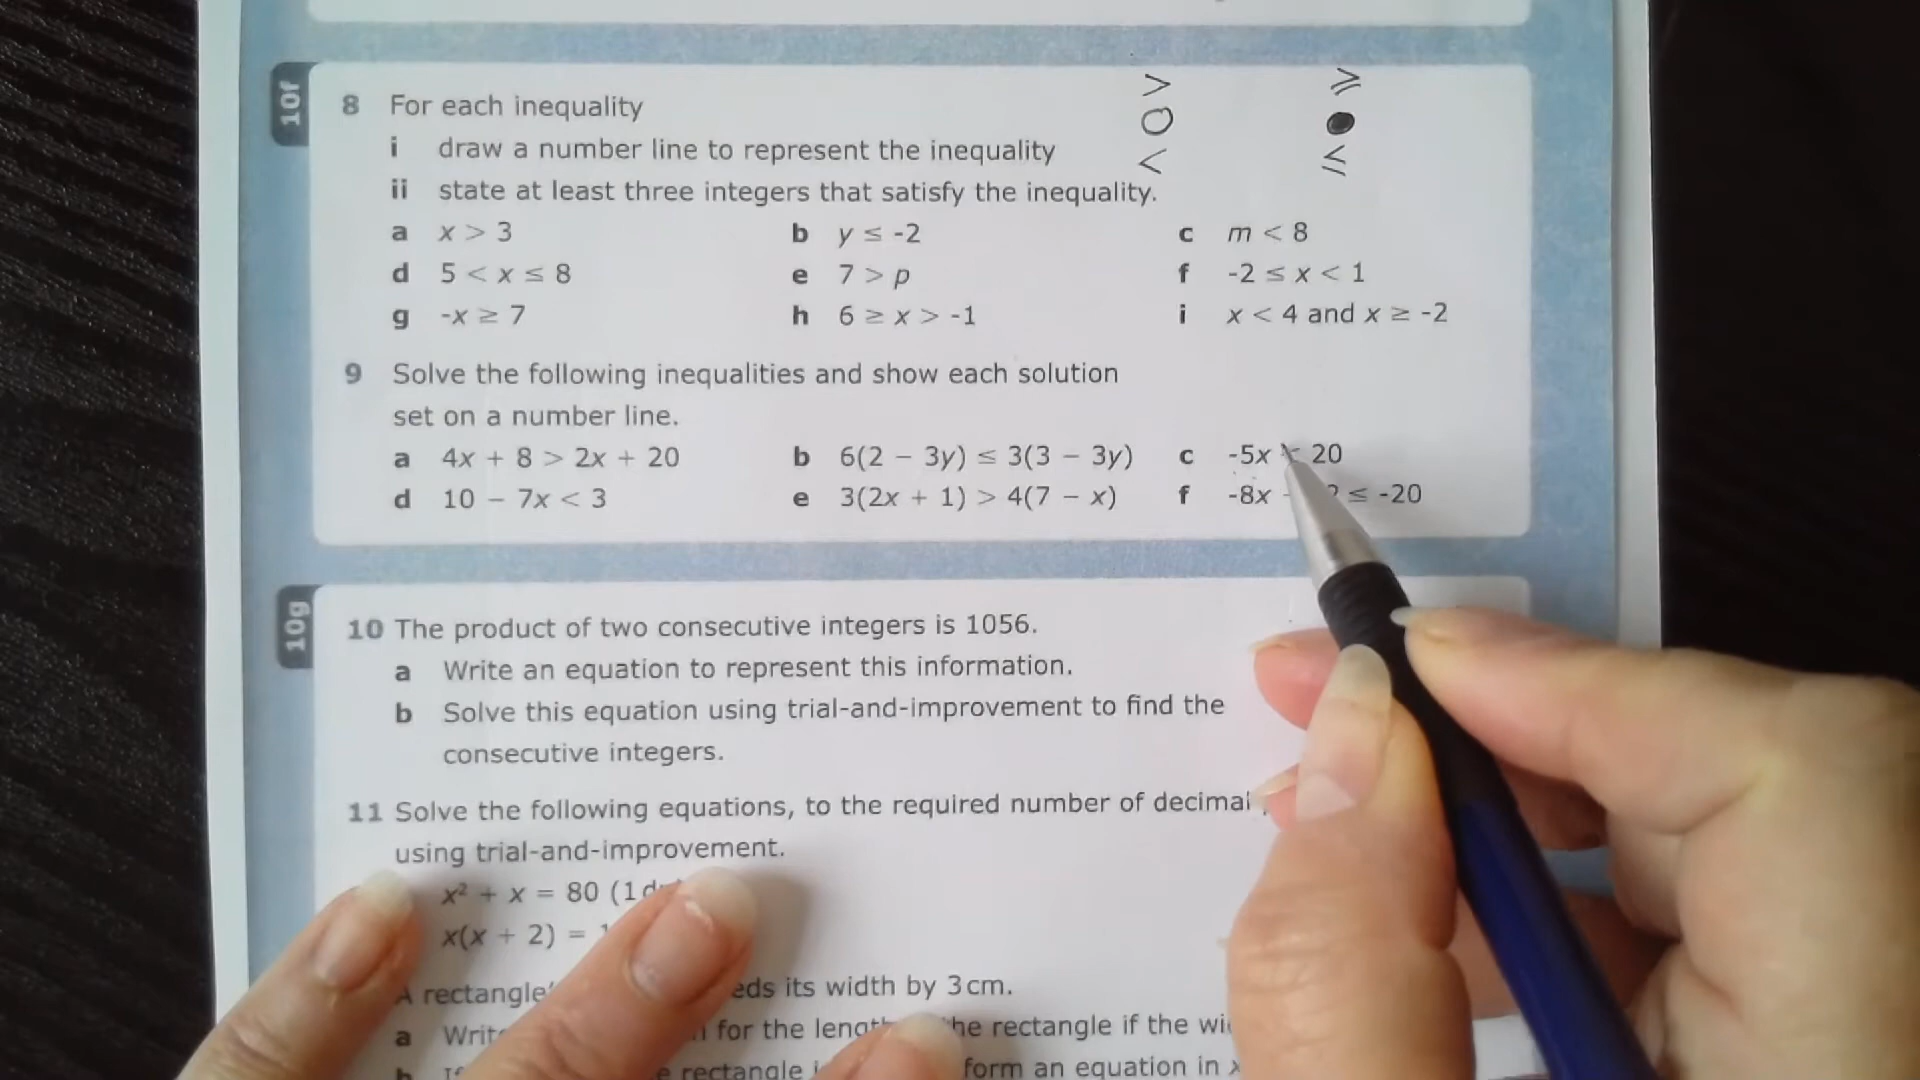 10f
8 For each inequality
> ≥
i draw a number line to represent the inequality
< ≤
ii state at least three integers that satisfy the inequality.
a x > 3 b y ≤ -2 c m < 8
d 5 < x ≤ 8 e 7 > p f -2 ≤ x < 1
g -x ≥ 7 h 6 ≥ x > -1 i x < 4 and x ≥ -2
9 Solve the following inequalities and show each solution
set on a number line.
a 4x + 8 > 2x + 20 b 6(2 - 3y) ≤ 3(3 - 3y) c -5x 20
d 10 - 7x < 3 e 3(2x + 1) > 4(7 - x) f -8x ≤ -20
10g
10 The product of two consecutive integers is 1056.
a Write an equation to represent this information.
b Solve this equation using trial-and-improvement to find the
consecutive integers.
11 Solve the following equations, to the required number of decimal
using trial-and-improvement.
x² + x = 80 (1
x(x + 2) =
A its width by 3 cm.
a for the rectangle if the
rectangle form an equation in